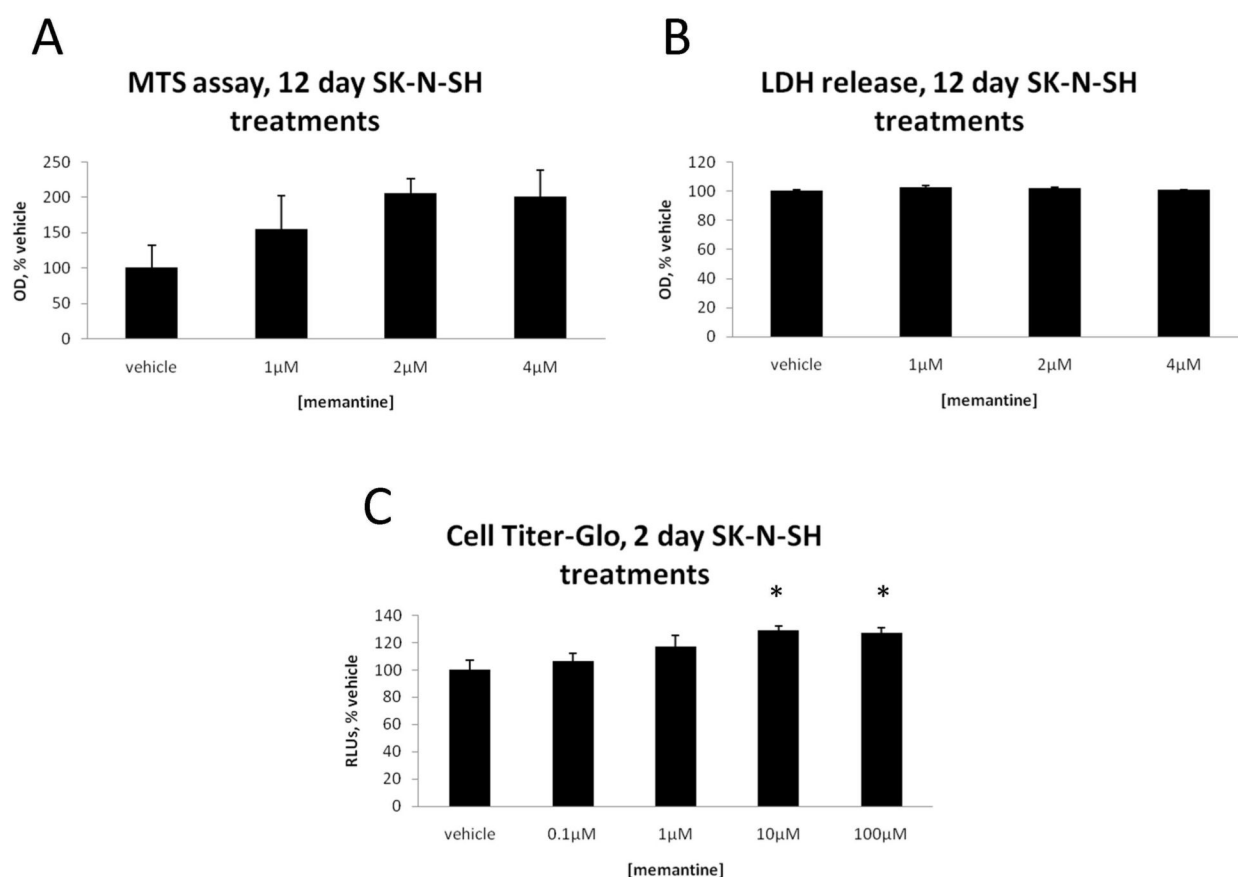 A
MTS assay, 12 day SK-N-SH
treatments
250
200
150
100
50
0
OD, % vehicle
vehicle 1µM 2µM 4µM
[memantine]
B
LDH release, 12 day SK-N-SH
treatments
120
100
80
60
40
20
0
OD, % vehicle
vehicle 1µM 2µM 4µM
[memantine]
C
Cell Titer-Glo, 2 day SK-N-SH
treatments
* *
140
120
100
80
60
40
20
0
RLUs, % vehicle
vehicle 0.1µM 1µM 10µM 100µM
[memantine]